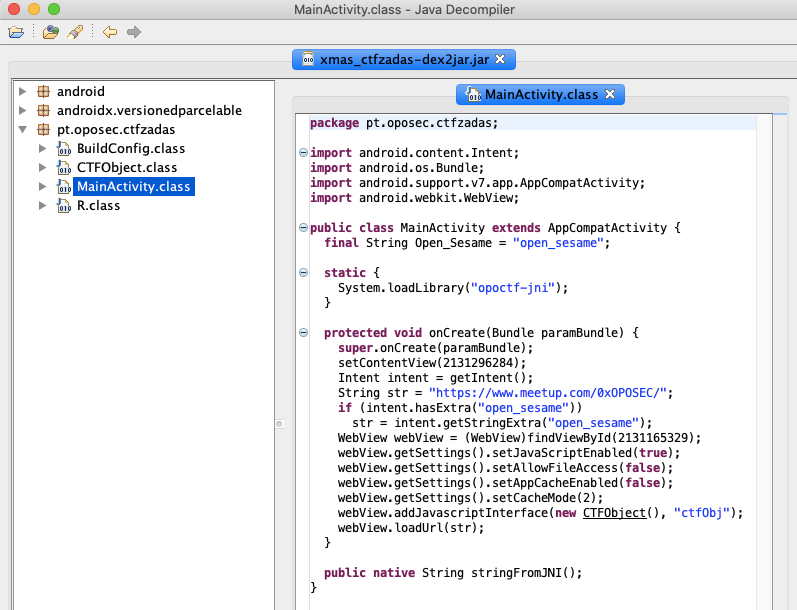 MainActivity.class - Java Decompiler
xmas_ctfzadas-dex2jar.jar
android
androidx.versionedparcelable
pt.oposec.ctfzadas
BuildConfig.class
CTFObject.class
MainActivity.class
R.class
MainActivity.class
package pt.oposec.ctfzadas;
import android.content.Intent;
import android.os.Bundle;
import android.support.v7.app.AppCompatActivity;
import android.webkit.WebView;
public class MainActivity extends AppCompatActivity {
final String Open_Sesame = "open_sesame";
static {
System.loadLibrary("opoctf-jni");
}
protected void onCreate(Bundle paramBundle) {
super.onCreate(paramBundle);
setContentView(2131296284);
Intent intent = getIntent();
String str = "https://www.meetup.com/0xOPOSEC/";
if (intent.hasExtra("open_sesame"))
str = intent.getStringExtra("open_sesame");
WebView webView = (WebView)findViewById(2131165329);
webView.getSettings().setJavaScriptEnabled(true);
webView.getSettings().setAllowFileAccess(false);
webView.getSettings().setAppCacheEnabled(false);
webView.getSettings().setCacheMode(2);
webView.addJavascriptInterface(new CTFObject(), "ctfObj");
webView.loadUrl(str);
}
public native String stringFromJNI();
}